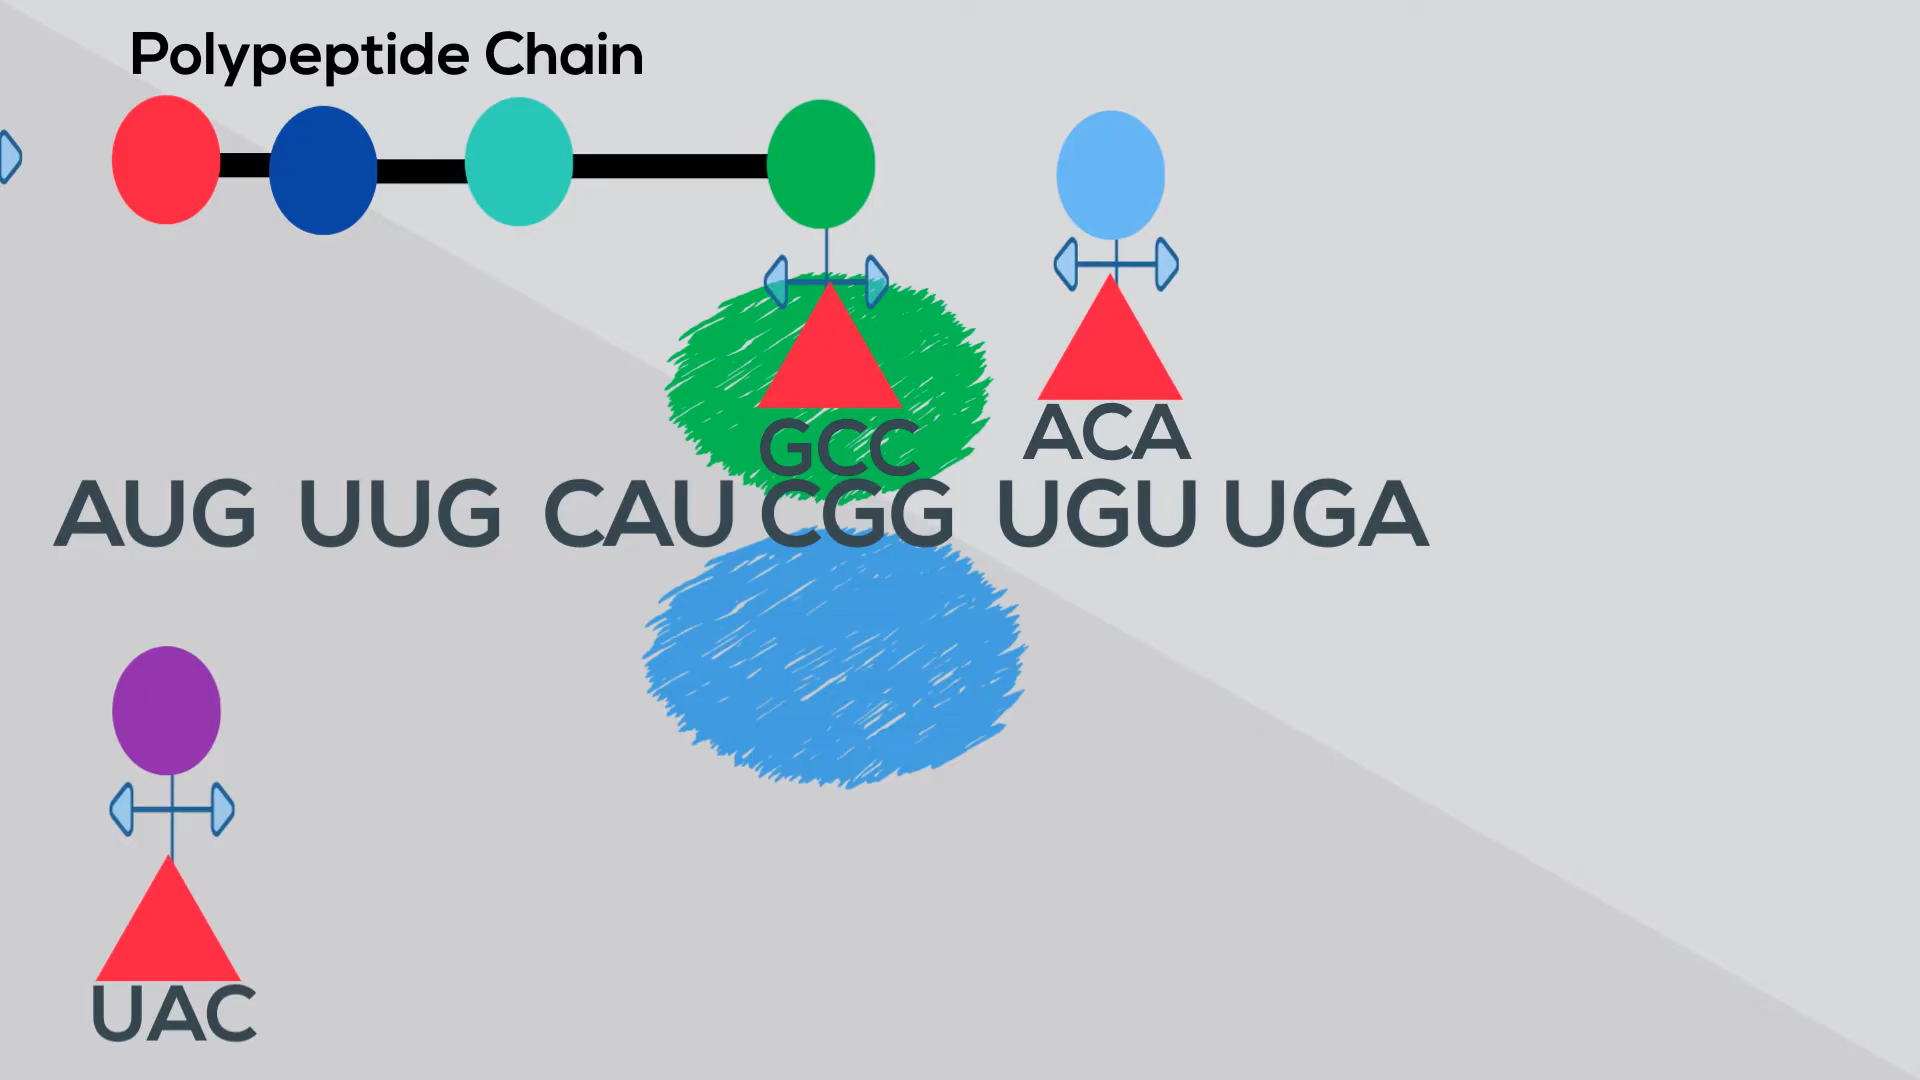 Polypeptide Chain
GCC
ACA
AUG UUG CAU CGG UGU UGA
UAC